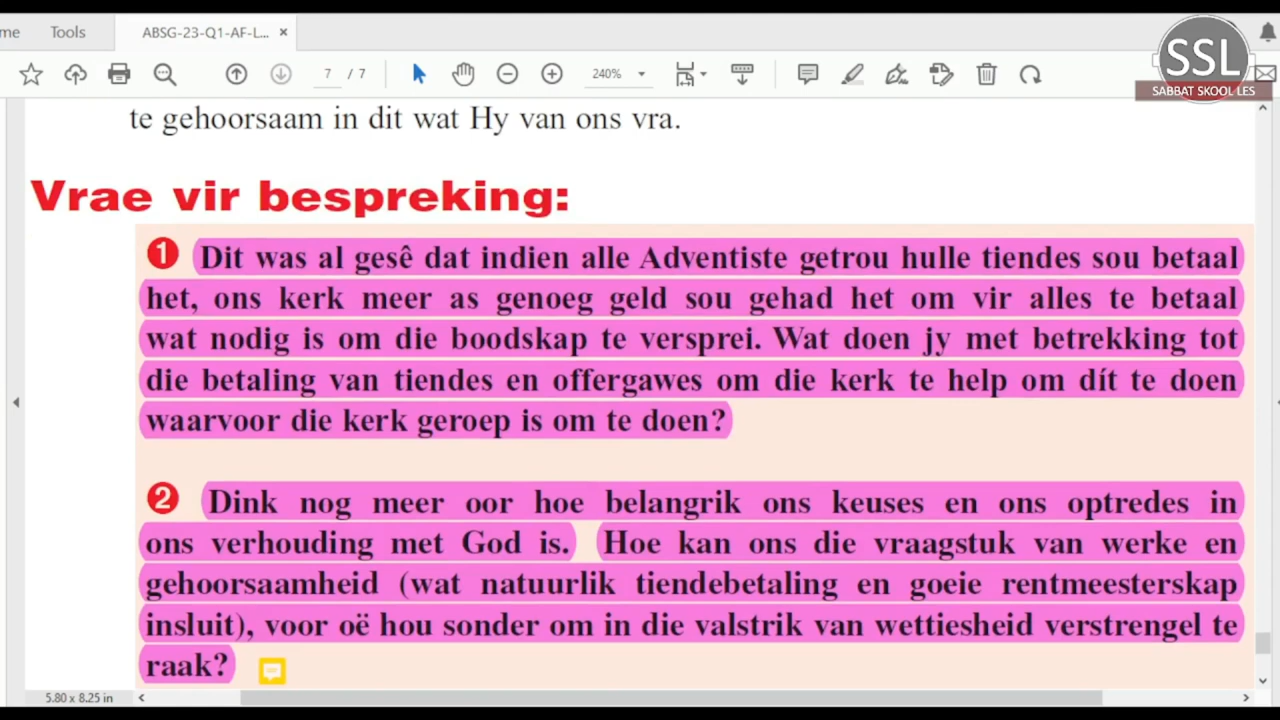 me Tools ABSG-23-Q1-AF-L... ×
SSL
SABBAT SKOOL LES
7 / 7 240%
te gehoorsaam in dit wat Hy van ons vra.
Vrae vir bespreking:
1 Dit was al gesê dat indien alle Adventiste getrou hulle tiendes sou betaal
het, ons kerk meer as genoeg geld sou gehad het om vir alles te betaal
wat nodig is om die boodskap te versprei. Wat doen jy met betrekking tot
die betaling van tiendes en offergawes om die kerk te help om dít te doen
waarvoor die kerk geroep is om te doen?
2 Dink nog meer oor hoe belangrik ons keuses en ons optredes in
ons verhouding met God is. Hoe kan ons die vraagstuk van werke en
gehoorsaamheid (wat natuurlik tiendebetaling en goeie rentmeesterskap
insluit), voor oë hou sonder om in die valstrik van wettiesheid verstrengel te
raak?
5.80 x 8.25 in